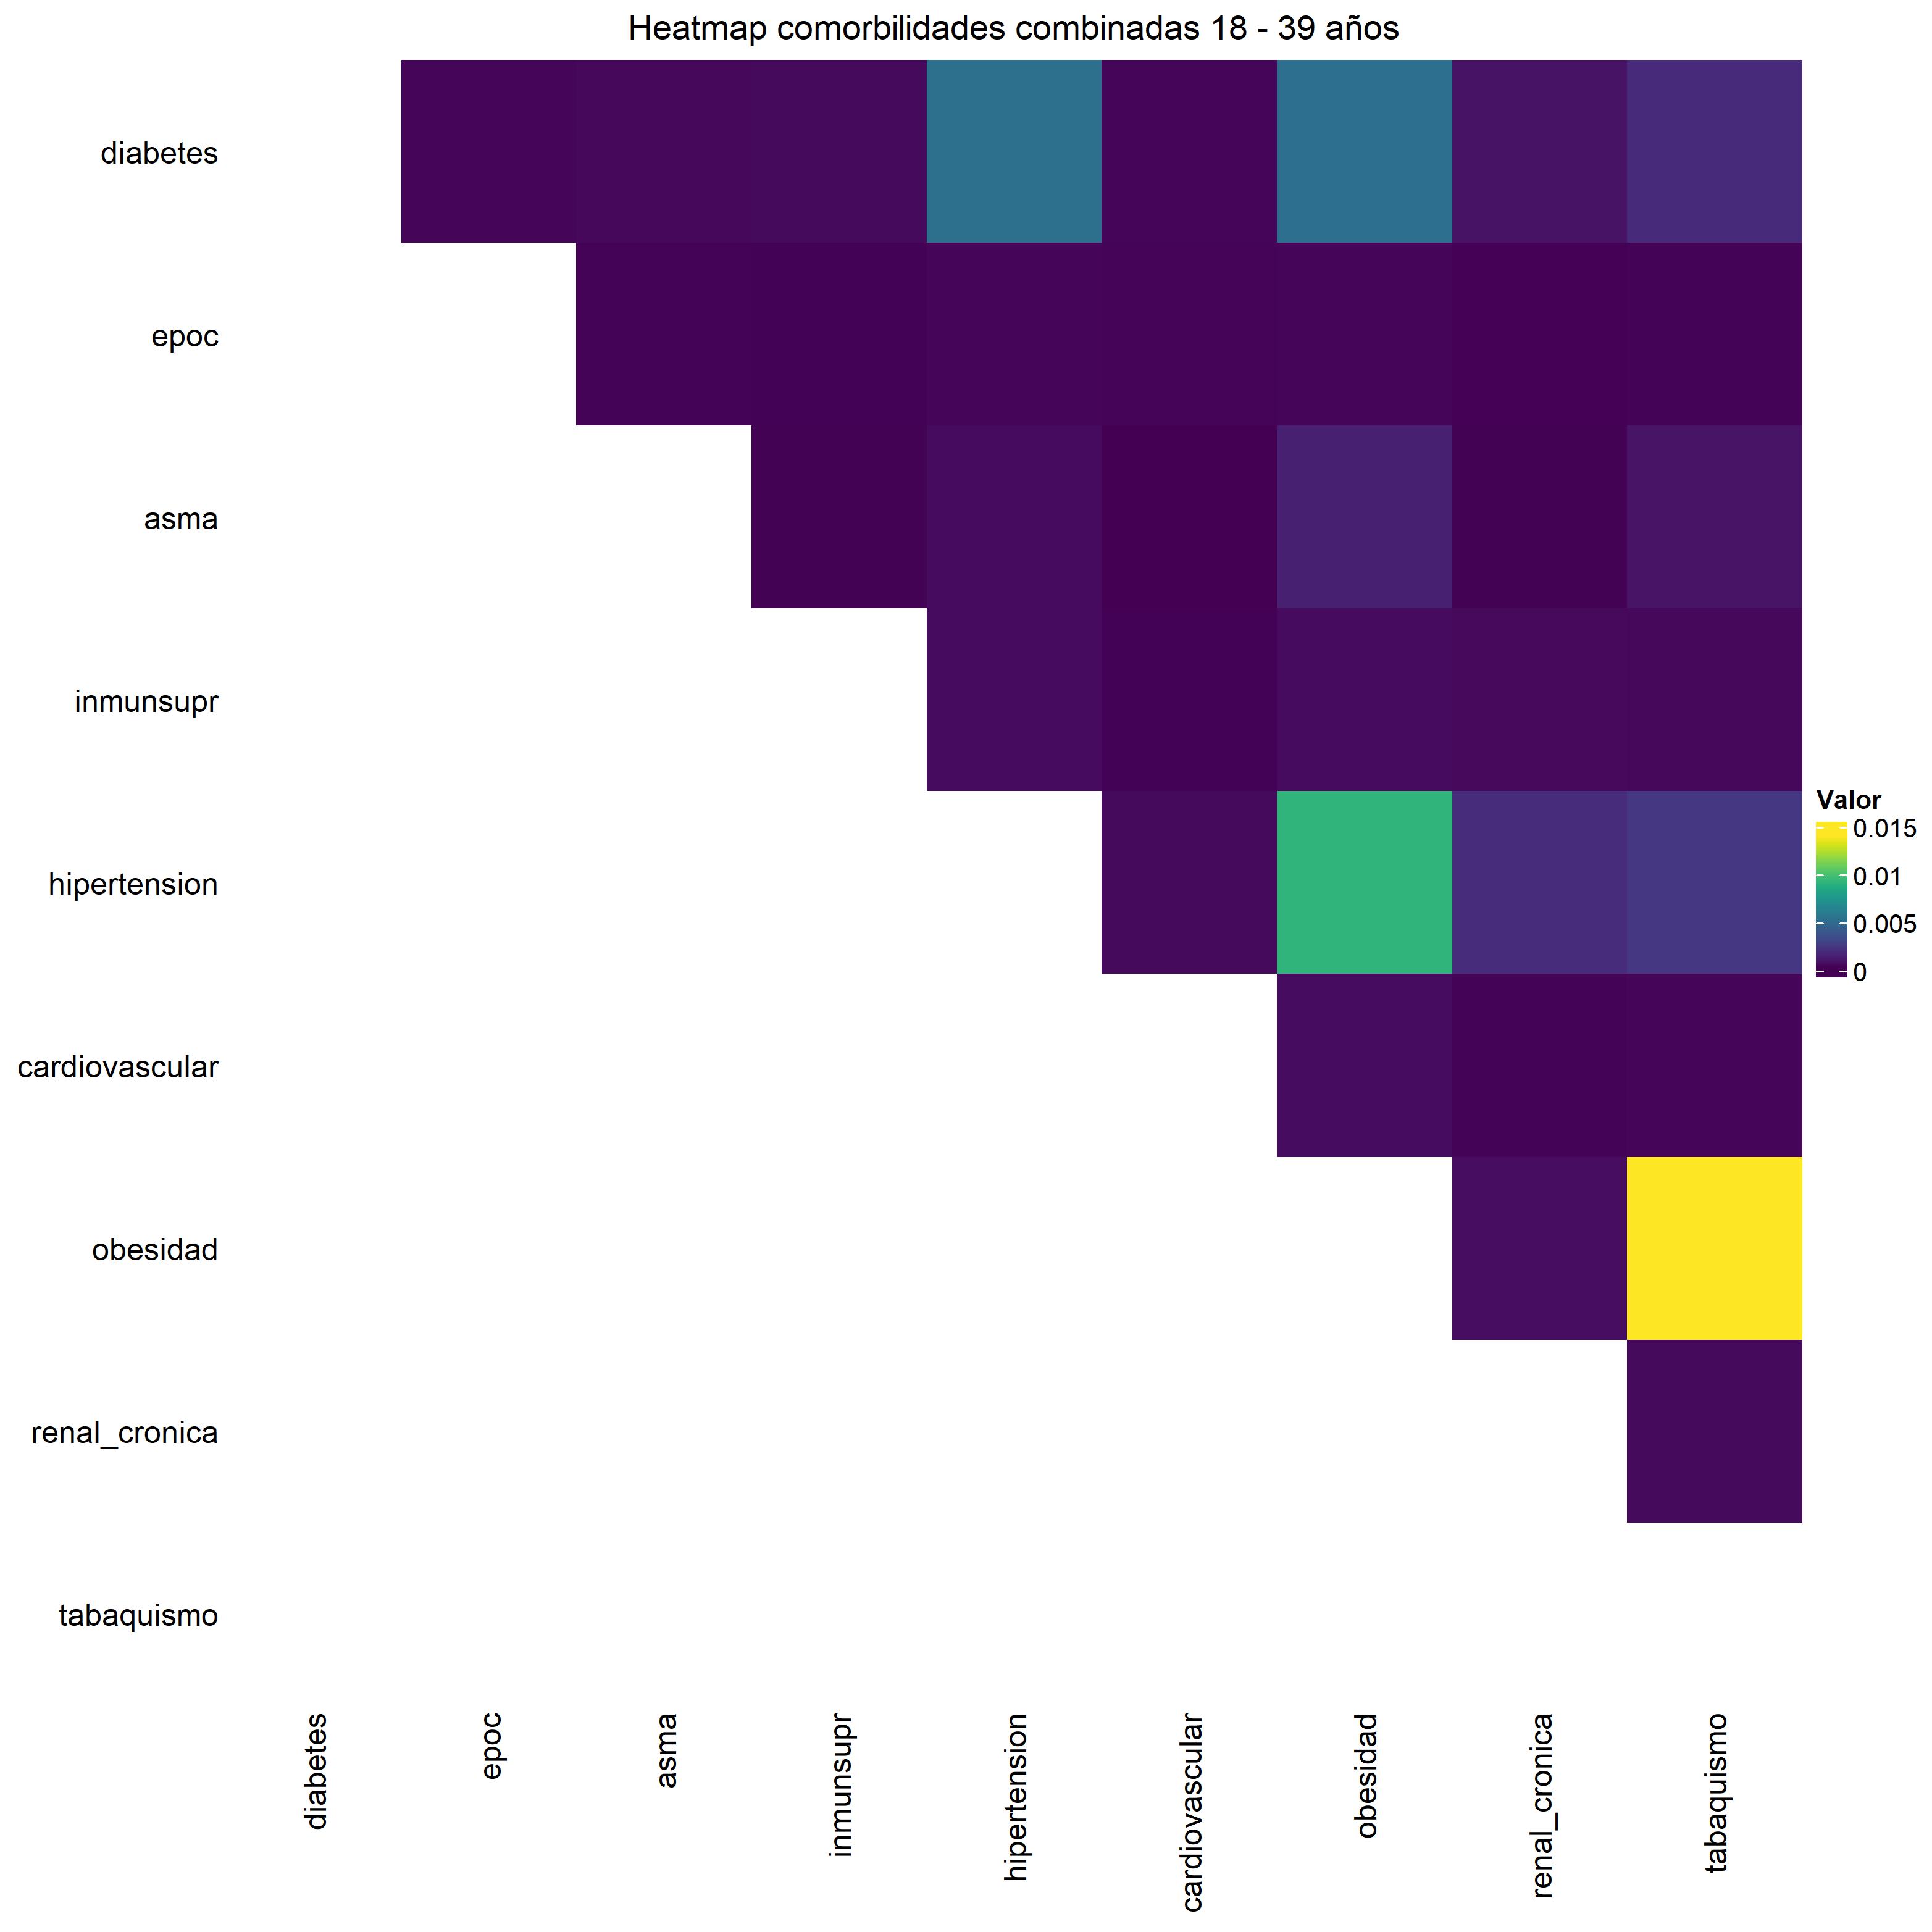 Heatmap comorbilidades combinadas 18 - 39 años
diabetes
epoc
asma
inmunsupr
hipertension
cardiovascular
obesidad
renal_cronica
tabaquismo
Valor
0.015
0.01
0.005
0
diabetes
epoc
asma
inmunsupr
hipertension
cardiovascular
obesidad
renal_cronica
tabaquismo